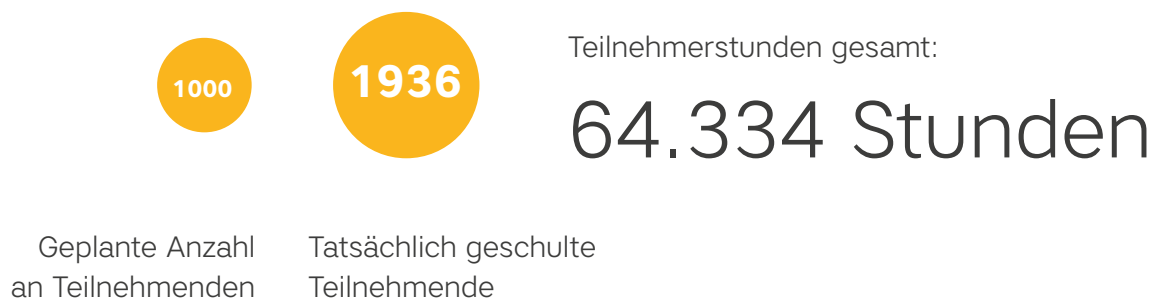 1000
1936
Teilnehmerstunden gesamt:
64.334 Stunden
Geplante Anzahl
an Teilnehmenden
Tatsächlich geschulte
Teilnehmende